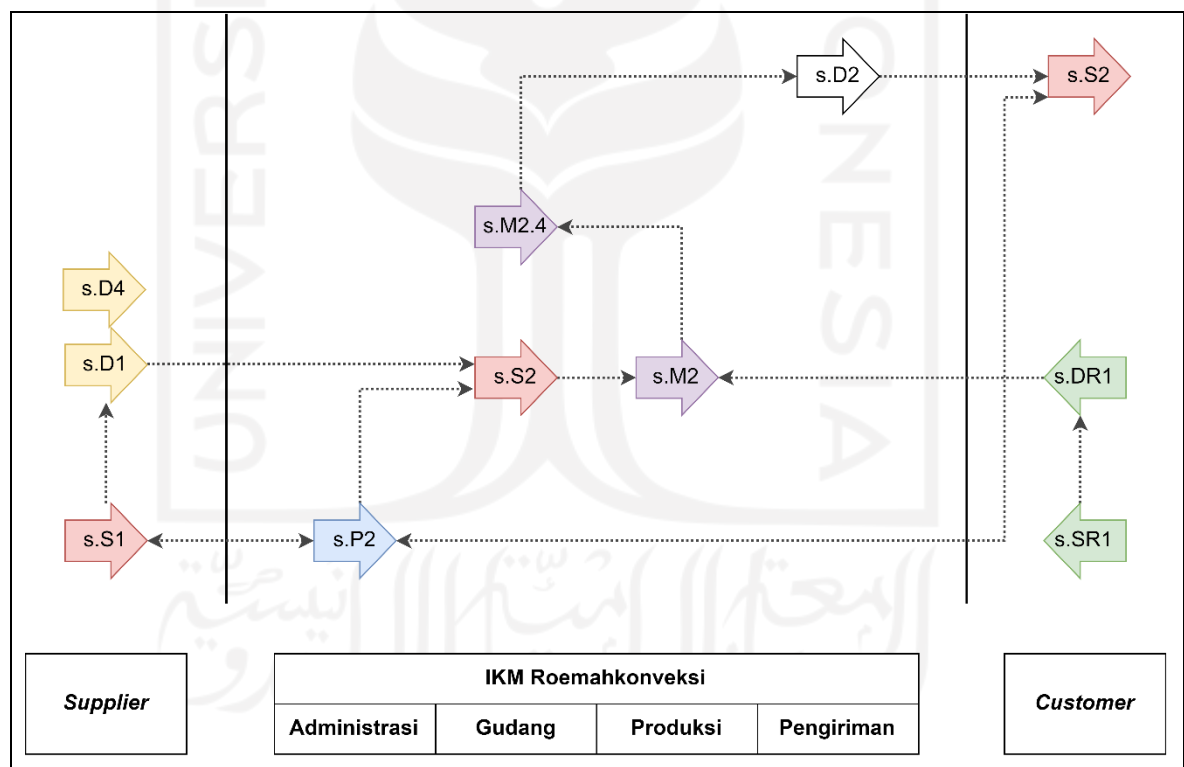 s.D2
s.S2
s.M2.4
s.D4
s.D1
s.S2
s.M2
s.DR1
s.S1
s.P2
s.SR1
Supplier
IKM Roemahkonveksi
Administrasi
Gudang
Produksi
Pengiriman
Customer